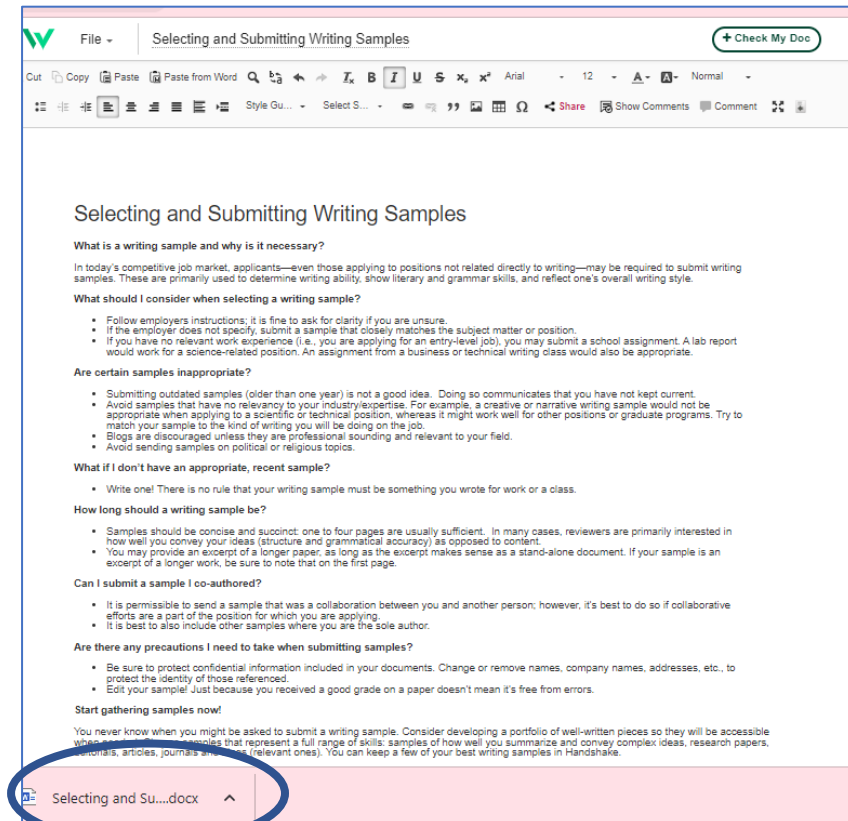 File
Selecting and Submitting Writing Samples
+ Check My Doc
Cut Copy Paste Paste from Word B I U S x₂ x² Arial 12 A A Normal
Style Gu... Select S... Share Show Comments Comment
Selecting and Submitting Writing Samples
What is a writing sample and why is it necessary?
In today's competitive job market, applicants—even those applying to positions not related directly to writing—may be required to submit writing
samples. These are primarily used to determine writing ability, show literary and grammar skills, and reflect one's overall writing style.
What should I consider when selecting a writing sample?
• Follow employers instructions; it is fine to ask for clarity if you are unsure.
• If the employer does not specify, submit a sample that closely matches the subject matter or position.
• If you have no relevant work experience (i.e., you are applying for an entry-level job), you may submit a school assignment. A lab report
would work for a science-related position. An assignment from a business or technical writing class would also be appropriate.
Are certain samples inappropriate?
• Submitting outdated samples (older than one year) is not a good idea. Doing so communicates that you have not kept current.
• Avoid samples that have no relevancy to your industry/expertise. For example, a creative or narrative writing sample would not be
appropriate when applying to a scientific or technical position, whereas it might work well for other positions or graduate programs. Try to
match your sample to the kind of writing you will be doing on the job.
• Blogs are discouraged unless they are professional sounding and relevant to your field.
• Avoid sending samples on political or religious topics.
What if I don't have an appropriate, recent sample?
• Write one! There is no rule that your writing sample must be something you wrote for work or a class.
How long should a writing sample be?
• Samples should be concise and succinct: one to four pages are usually sufficient. In many cases, reviewers are primarily interested in
how well you convey your ideas (structure and grammatical accuracy) as opposed to content.
• You may provide an excerpt of a longer paper, as long as the excerpt makes sense as a stand-alone document. If your sample is an
excerpt of a longer work, be sure to note that on the first page.
Can I submit a sample I co-authored?
• It is permissible to send a sample that was a collaboration between you and another person; however, it's best to do so if collaborative
efforts are a part of the position for which you are applying.
• It is best to also include other samples where you are the sole author.
Are there any precautions I need to take when submitting samples?
• Be sure to protect confidential information included in your documents. Change or remove names, company names, addresses, etc., to
protect the identity of those referenced.
• Edit your sample! Just because you received a good grade on a paper doesn't mean it's free from errors.
Start gathering samples now!
You never know when you might be asked to submit a writing sample. Consider developing a portfolio of well-written pieces so they will be accessible
when samples that represent a full range of skills: samples of how well you summarize and convey complex ideas, research papers,
editorials, articles, journals (relevant ones). You can keep a few of your best writing samples in Handshake.
Selecting and Su....docx